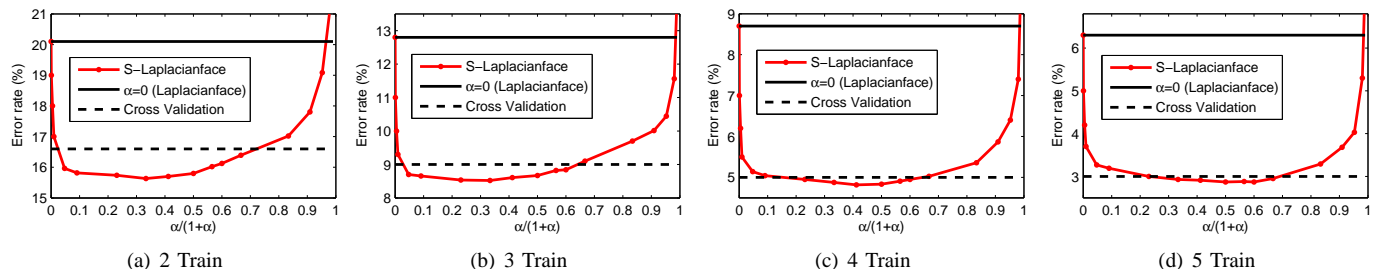 21
20
19
18
17
16
15
Error rate (%)
S-Laplacianface
α=0 (Laplacianface)
Cross Validation
0 0.1 0.2 0.3 0.4 0.5 0.6 0.7 0.8 0.9 1
α/(1+α)
(a) 2 Train
13
12
11
10
9
8
Error rate (%)
S-Laplacianface
α=0 (Laplacianface)
Cross Validation
0 0.1 0.2 0.3 0.4 0.5 0.6 0.7 0.8 0.9 1
α/(1+α)
(b) 3 Train
9
8
7
6
5
4
Error rate (%)
S-Laplacianface
α=0 (Laplacianface)
Cross Validation
0 0.1 0.2 0.3 0.4 0.5 0.6 0.7 0.8 0.9 1
α/(1+α)
(c) 4 Train
6
5
4
3
Error rate (%)
S-Laplacianface
α=0 (Laplacianface)
Cross Validation
0 0.1 0.2 0.3 0.4 0.5 0.6 0.7 0.8 0.9 1
α/(1+α)
(d) 5 Train